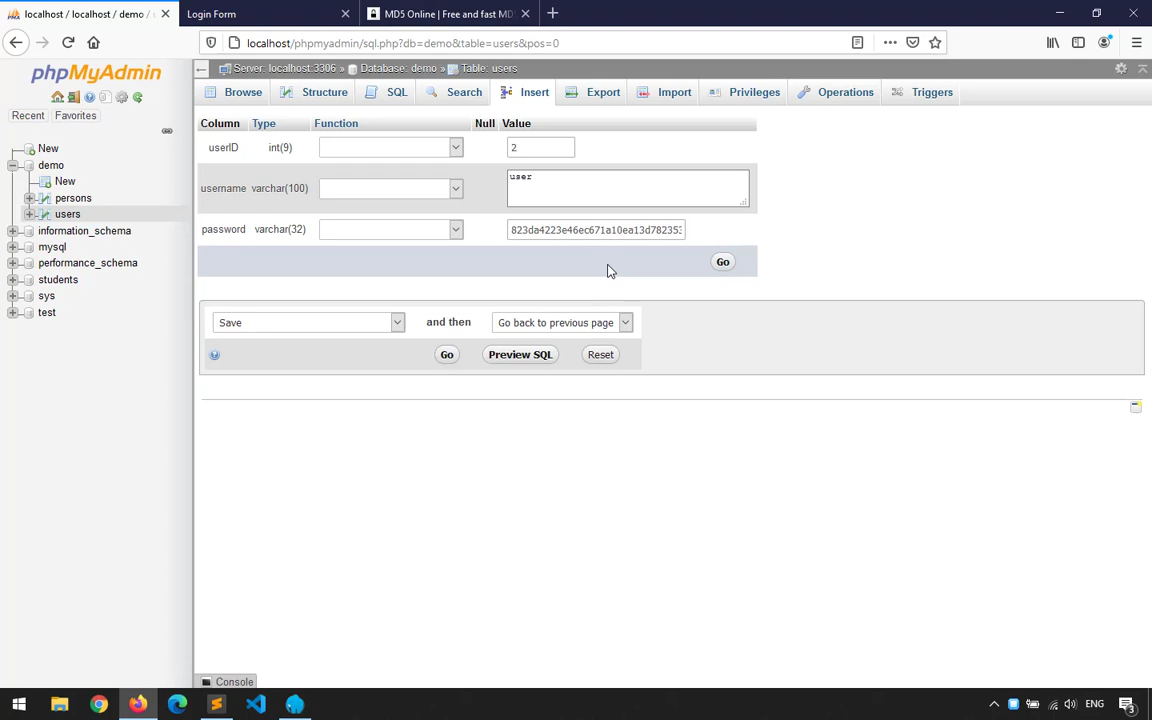 localhost / localhost / demo /
Login Form
MD5 Online | Free and fast MD5
localhost/phpmyadmin/sql.php?db=demo&table=users&pos=0
phpMyAdmin
Recent
Favorites
New
demo
New
persons
users
information_schema
mysql
performance_schema
students
sys
test
Server: localhost:3306 » Database: demo » Table: users
Browse Structure SQL Search Insert Export Import Privileges Operations Triggers
Column Type Function Null Value
userID int(9) 2
username varchar(100) user
password varchar(32) 823da4223e46ec671a10ea13d782353
Go
Save and then Go back to previous page
Go Preview SQL Reset
Console
ENG
3